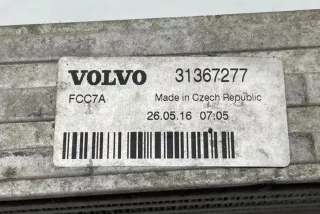 VOLVO 31367277
FCC7A Made in Czech Republic
26.05.16 07:05